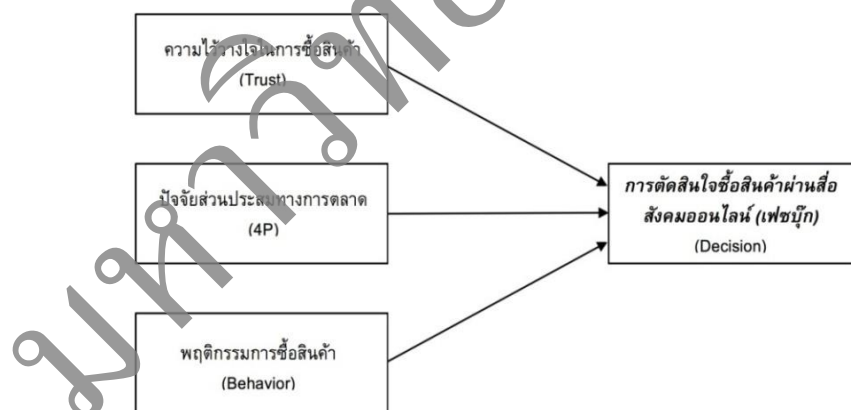 ความไว้วางใจในการซื้อสินค้า
(Trust)
ปัจจัยส่วนประสมทางการตลาด
(4P)
การตัดสินใจซื้อสินค้าผ่านสื่อ
สังคมออนไลน์ (เฟซบุ๊ก)
(Decision)
พฤติกรรมการซื้อสินค้า
(Behavior)
มหาวิท